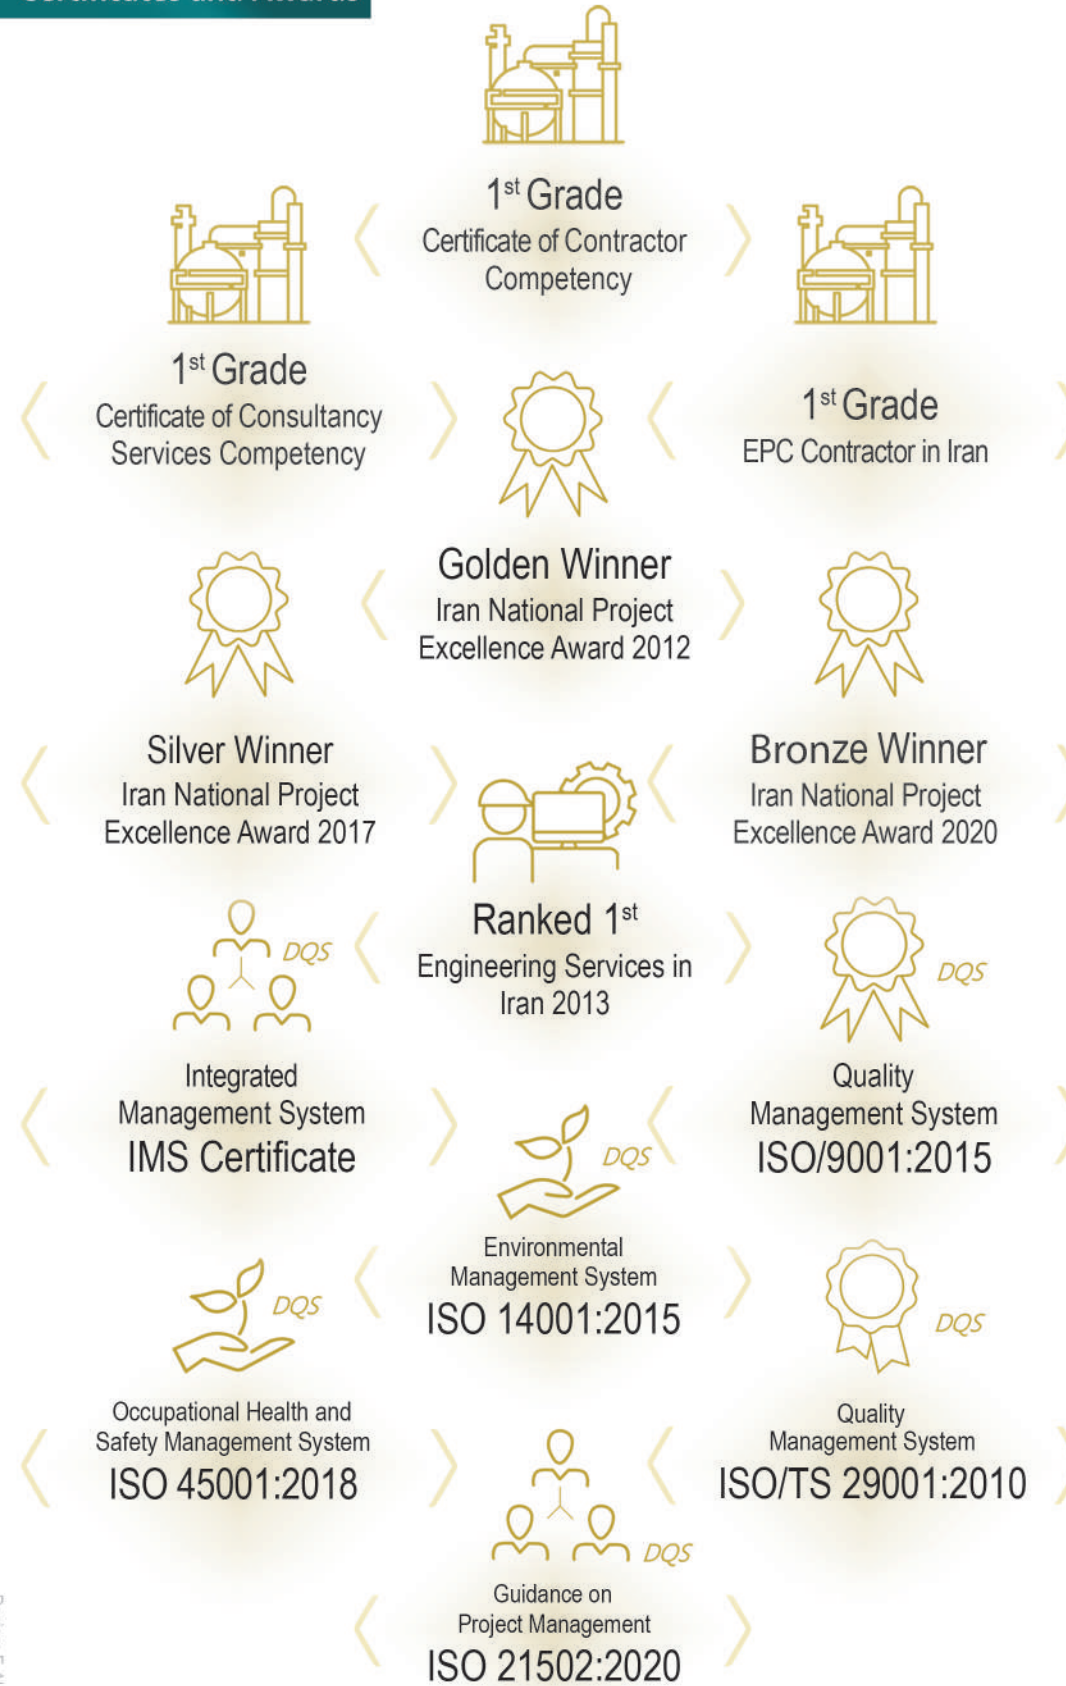 Certificates and Awards
1st Grade
Certificate of Contractor
Competency
1st Grade
Certificate of Consultancy
Services Competency
1st Grade
EPC Contractor in Iran
Golden Winner
Iran National Project
Excellence Award 2012
Silver Winner
Iran National Project
Excellence Award 2017
Bronze Winner
Iran National Project
Excellence Award 2020
Ranked 1st
Engineering Services in
Iran 2013
DQS
Integrated
Management System
IMS Certificate
DQS
Quality
Management System
ISO/9001:2015
DQS
Environmental
Management System
ISO 14001:2015
DQS
Occupational Health and
Safety Management System
ISO 45001:2018
DQS
Quality
Management System
ISO/TS 29001:2010
DQS
Guidance on
Project Management
ISO 21502:2020